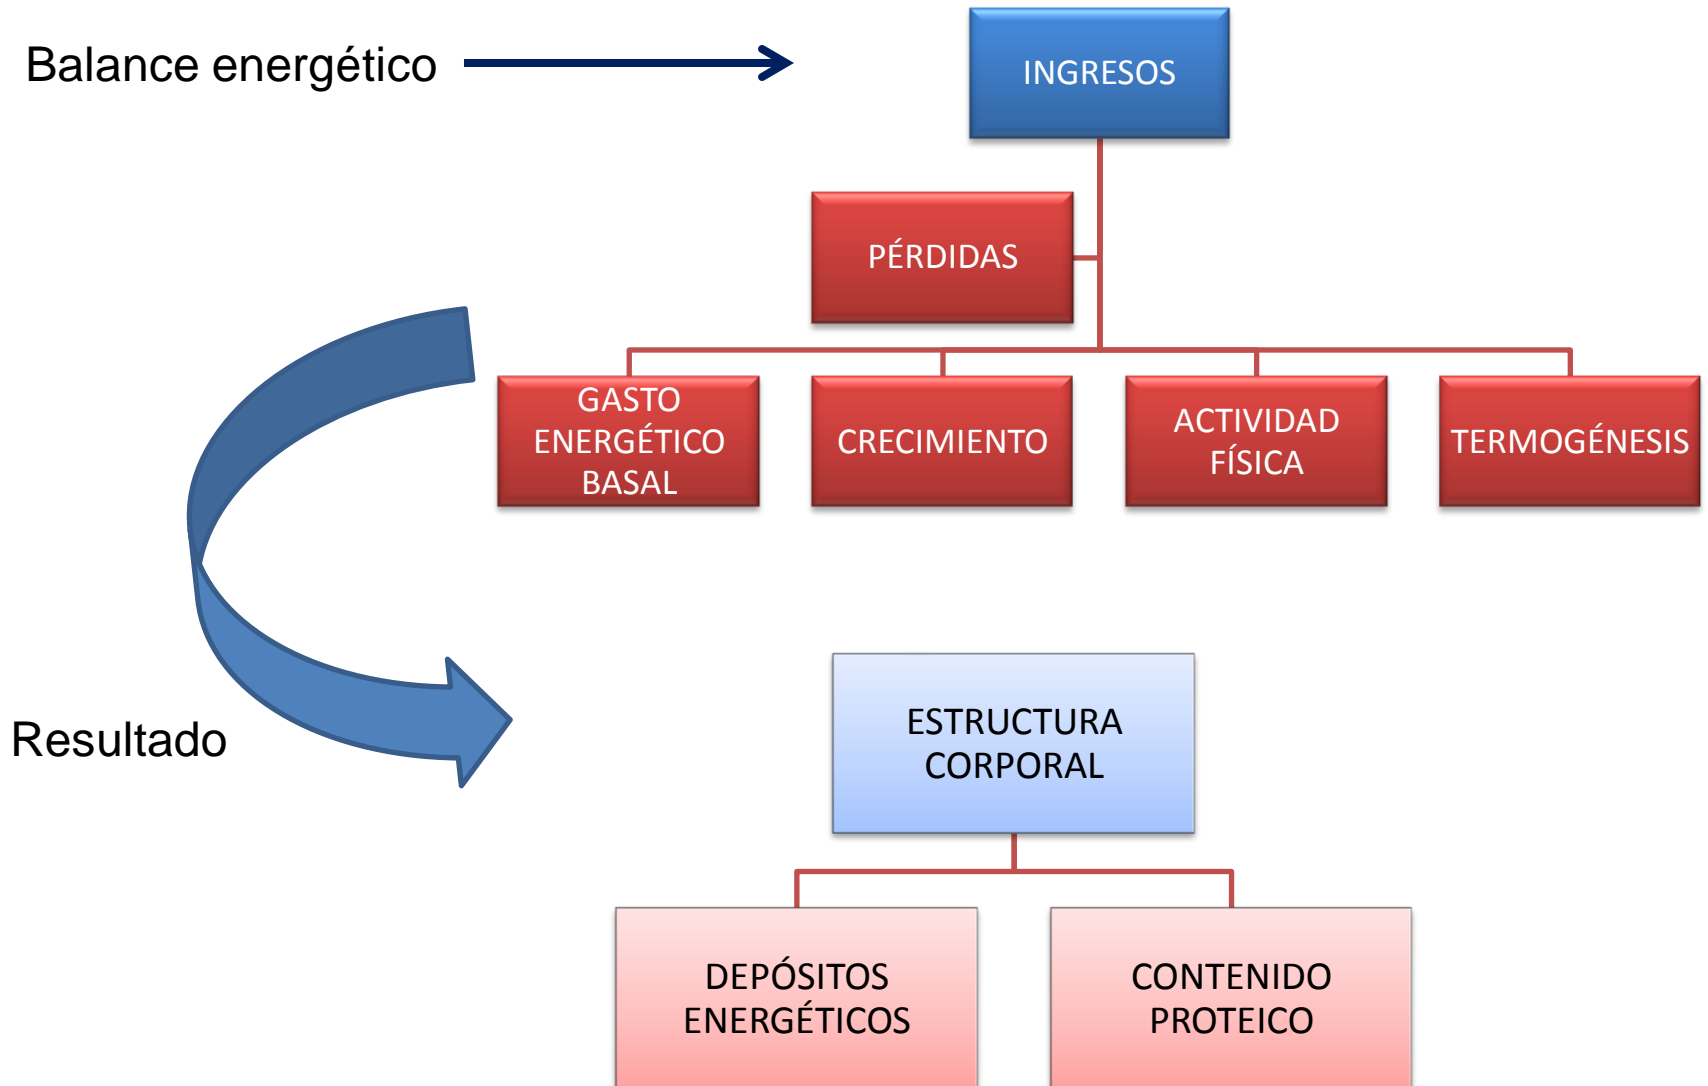 Balance energético
INGRESOS
PÉRDIDAS
GASTO
ENERGÉTICO
BASAL
CRECIMIENTO
ACTIVIDAD
FÍSICA
TERMOGÉNESIS
Resultado
ESTRUCTURA
CORPORAL
DEPÓSITOS
ENERGÉTICOS
CONTENIDO
PROTEICO